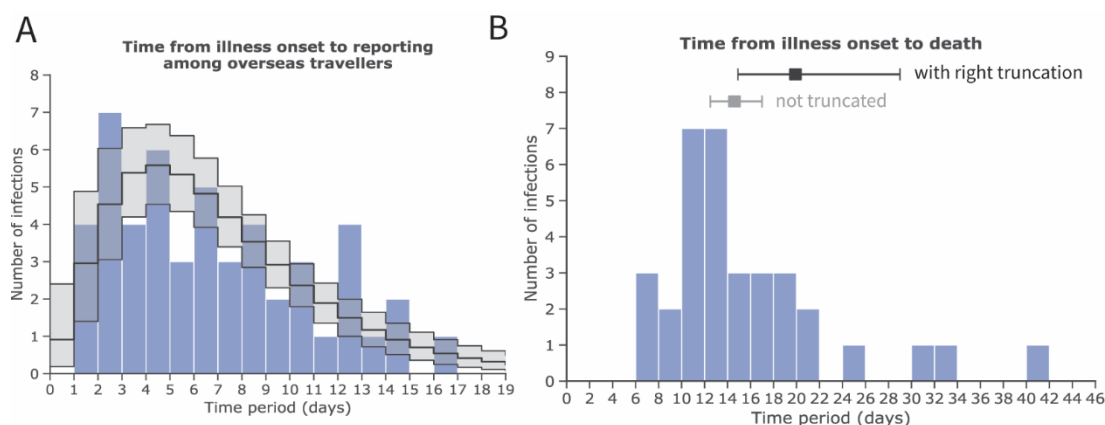 A
Time from illness onset to reporting
among overseas travellers
8
7
6
5
4
3
2
1
0
Number of infections
0 1 2 3 4 5 6 7 8 9 10 11 12 13 14 15 16 17 18 19
Time period (days)
B
Time from illness onset to death
with right truncation
not truncated
9
8
7
6
5
4
3
2
1
0
Number of infections
0 2 4 6 8 10 12 14 16 18 20 22 24 26 28 30 32 34 36 38 40 42 44 46
Time period (days)